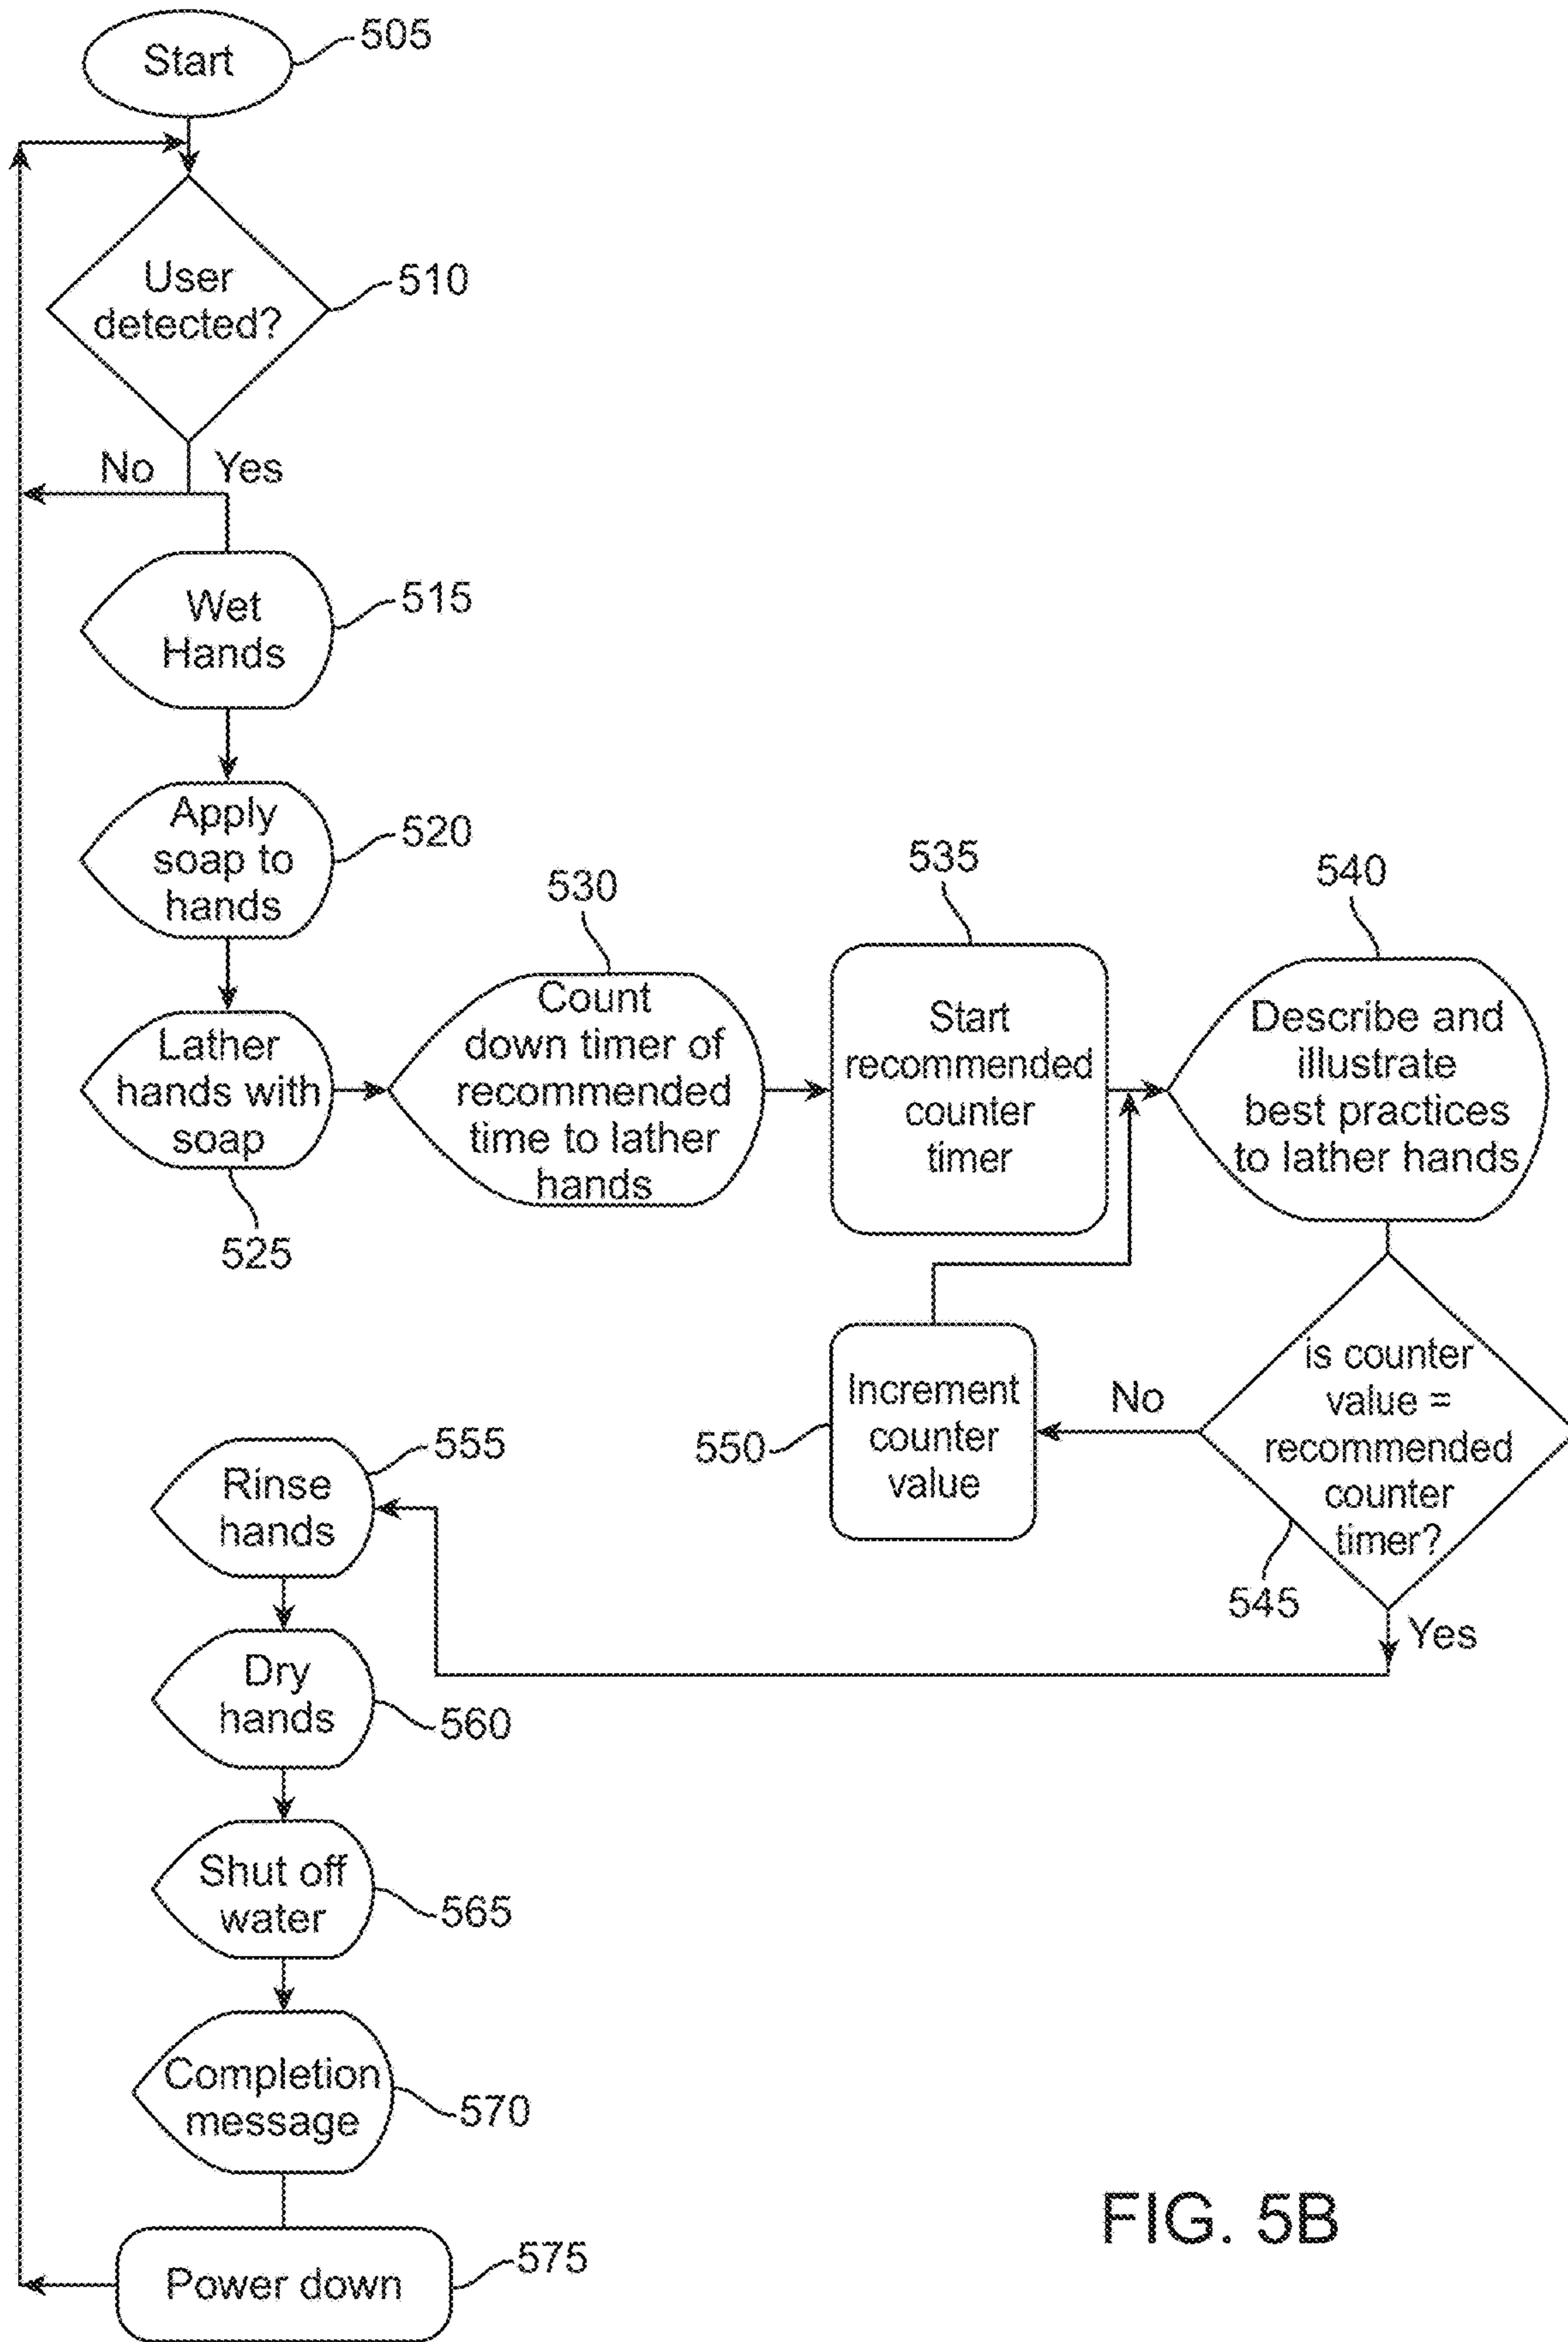 Start
505
User
detected?
510
No
Yes
Wet
Hands
515
Apply
soap to
hands
520
Lather
hands with
soap
525
530
Count
down timer of
recommended
time to lather
hands
535
Start
recommended
counter
timer
540
Describe and
illustrate
best practices
to lather hands
is counter
value =
recommended
counter
timer?
545
No
Yes
Increment
counter
value
550
Rinse
hands
555
Dry
hands
560
Shut off
water
565
Completion
message
570
Power down
575
FIG. 5B